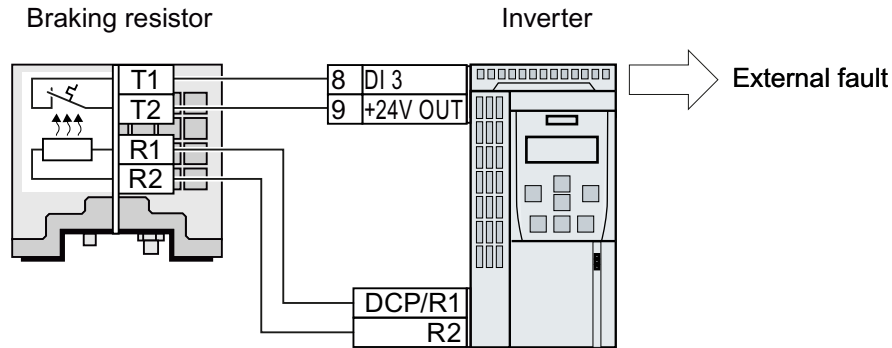 Braking resistor
Inverter
T1
8 DI 3
External fault
T2
9 +24V OUT
R1
R2
DCP/R1
R2